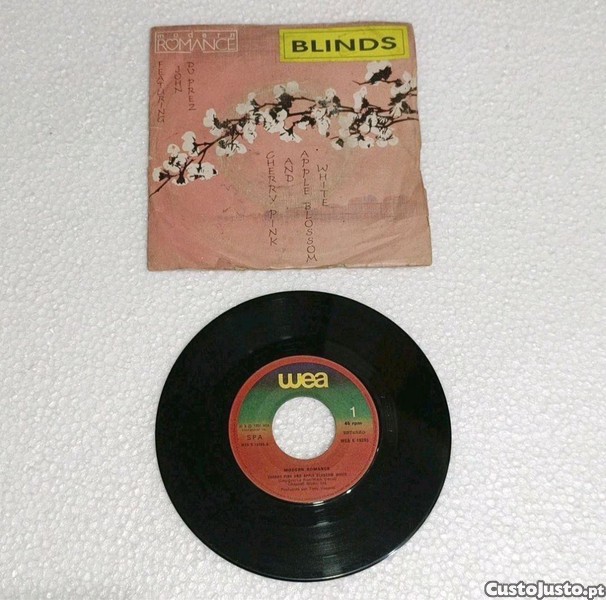 modern
ROMANCE
BLINDS
FEATURING
JOHN
DU PREZ
CHERRY PINK
AND
APPLE BLOSSOM
WHITE
wea
1
45 rpm
SPA
MODERN ROMANCE
CustoJusto.pt